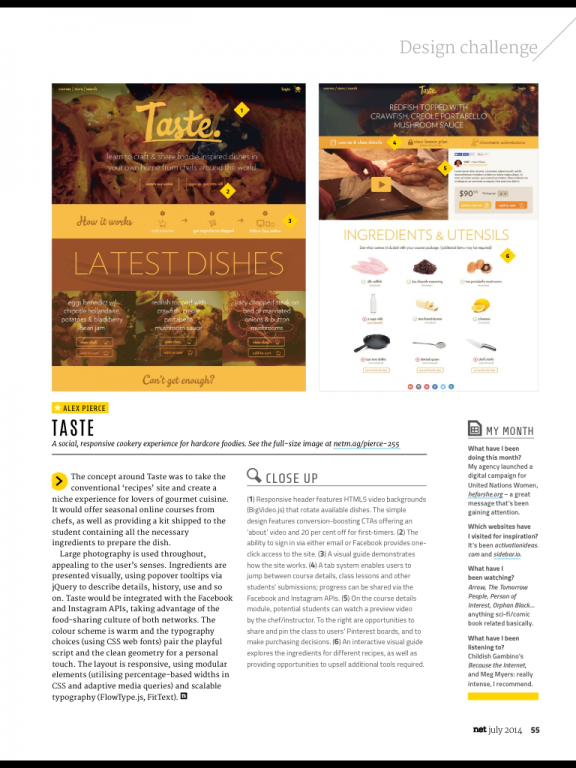 Design challenge
courses / store / search
login
Taste.
1
learn to craft & share foodie inspired dishes in
your own home from chefs around the world
2
How it works
3
LATEST DISHES
eggs benedict w/
chipotle hollandaise,
potatoes & blackberry
bean jam
redfish topped with
crawfish, creole
portabello
mushroom sauce
spicy chopped steak on
bed of marinated
onions & button
mushrooms
Can't get enough?
courses / store / search
Taste.
login
REDFISH TOPPED WITH
CRAWFISH, CREOLE PORTABELLO
MUSHROOM SAUCE
4
5
$90
INGREDIENTS & UTENSILS
6
ALEX PIERCE
TASTE
A social, responsive cookery experience for hardcore foodies. See the full-size image at netm.ag/pierce-255
The concept around Taste was to take the
conventional ‘recipes’ site and create a
niche experience for lovers of gourmet cuisine.
It would offer seasonal online courses from
chefs, as well as providing a kit shipped to the
student containing all the necessary
ingredients to prepare the dish.
Large photography is used throughout,
appealing to the user's senses. Ingredients are
presented visually, using popover tooltips via
jQuery to describe details, history, use and so
on. Taste would be integrated with the Facebook
and Instagram APIs, taking advantage of the
food-sharing culture of both networks. The
colour scheme is warm and the typography
choices (using CSS web fonts) pair the playful
script and the clean geometry for a personal
touch. The layout is responsive, using modular
elements (utilising percentage-based widths in
CSS and adaptive media queries) and scalable
typography (FlowType.js, FitText). n
CLOSE UP
(1) Responsive header features HTML5 video backgrounds
(BigVideo.js) that rotate available dishes. The simple
design features conversion-boosting CTAs offering an
‘about’ video and 20 per cent off for first-timers. (2) The
ability to sign in via either email or Facebook provides one-
click access to the site. (3) A visual guide demonstrates
how the site works. (4) A tab system enables users to
jump between course details, class lessons and other
students' submissions; progress can be shared via the
Facebook and Instagram APIs. (5) On the course details
module, potential students can watch a preview video
by the chef/instructor. To the right are opportunities to
share and pin the class to users' Pinterest boards, and to
make purchasing decisions. (6) An interactive visual guide
explores the ingredients for different recipes, as well as
providing opportunities to upsell additional tools required.
MY MONTH
What have I been
doing this month?
My agency launched a
digital campaign for
United Nations Women,
heforshe.org – a great
message that's been
gaining attention.
Which websites have
I visited for inspiration?
It's been activationideas.
com and sidebar.io.
What have I
been watching?
Arrow, The Tomorrow
People, Person of
Interest, Orphan Black...
anything sci-fi/comic
book related basically.
What have I been
listening to?
Childish Gambino's
Because the Internet,
and Meg Myers: really
intense, I recommend.
net july 2014 55